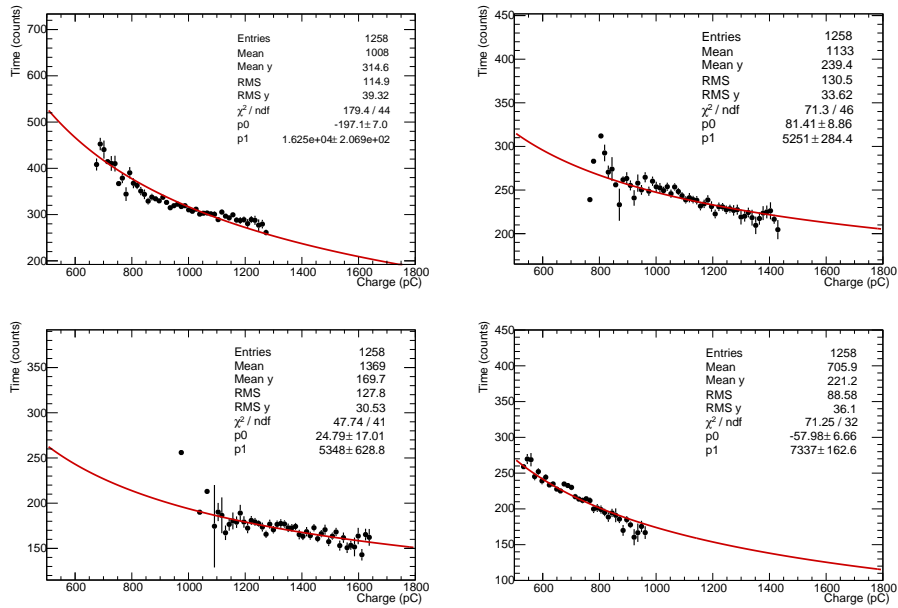 Time (counts)
700
600
500
400
300
200
Entries 1258
Mean 1008
Mean y 314.6
RMS 114.9
RMS y 39.32
χ² / ndf 179.4 / 44
p0 -197.1± 7.0
p1 1.625e+04± 2.069e+02
600 800 1000 1200 1400 1600 1800
Charge (pC)
Time (counts)
450
400
350
300
250
200
Entries 1258
Mean 1133
Mean y 239.4
RMS 130.5
RMS y 33.62
χ² / ndf 71.3 / 46
p0 81.41± 8.86
p1 5251± 284.4
600 800 1000 1200 1400 1600 1800
Charge (pC)
Time (counts)
350
300
250
200
150
Entries 1258
Mean 1369
Mean y 169.7
RMS 127.8
RMS y 30.53
χ² / ndf 47.74 / 41
p0 24.79± 17.01
p1 5348± 628.8
600 800 1000 1200 1400 1600 1800
Charge (pC)
Time (counts)
450
400
350
300
250
200
150
100
Entries 1258
Mean 705.9
Mean y 221.2
RMS 88.58
RMS y 36.1
χ² / ndf 71.25 / 32
p0 -57.98± 6.66
p1 7337± 162.6
600 800 1000 1200 1400 1600 1800
Charge (pC)